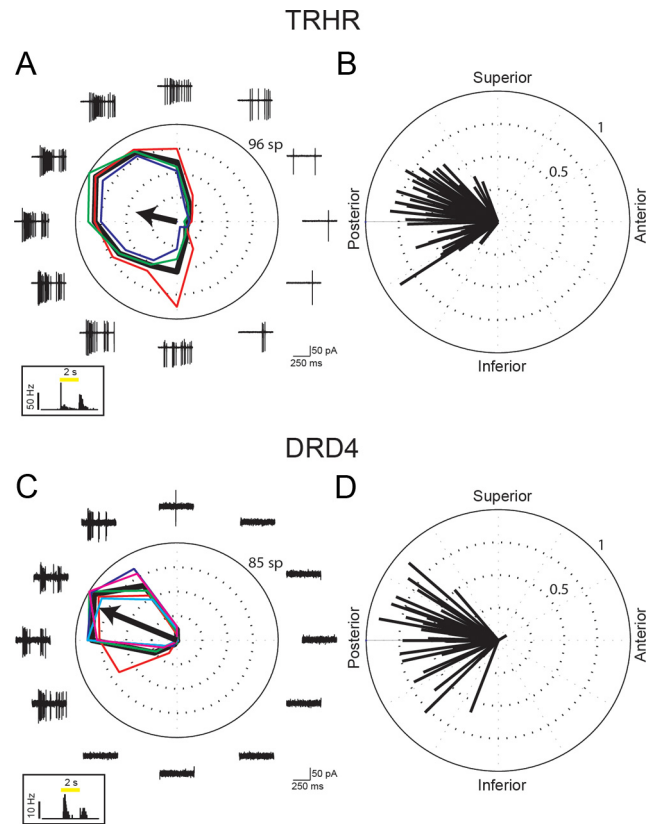 TRHR
A
B
96 sp
Superior
1
0.5
Posterior
Anterior
Inferior
50 pA
250 ms
2 s
50 Hz
DRD4
C
D
85 sp
Superior
1
0.5
Posterior
Anterior
Inferior
50 pA
250 ms
2 s
10 Hz